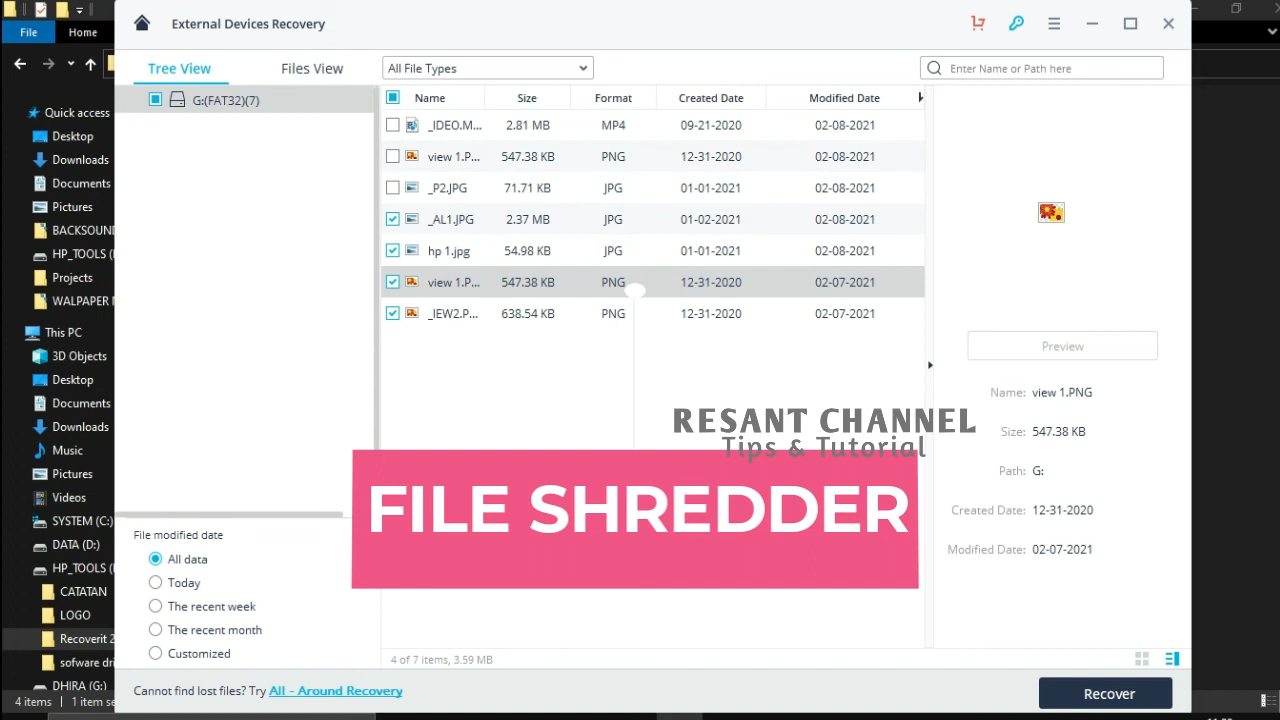 File
Home
External Devices Recovery
Tree View
Files View
All File Types
Enter Name or Path here
G:(FAT32)(7)
Name Size Format Created Date Modified Date
_IDEO.M... 2.81 MB MP4 09-21-2020 02-08-2021
view 1.P... 547.38 KB PNG 12-31-2020 02-08-2021
_P2.JPG 71.71 KB JPG 01-01-2021 02-08-2021
_AL1.JPG 2.37 MB JPG 01-02-2021 02-08-2021
hp 1.jpg 54.98 KB JPG 01-01-2021 02-08-2021
view 1.P... 547.38 KB PNG 12-31-2020 02-07-2021
_IEW2.P... 638.54 KB PNG 12-31-2020 02-07-2021
Quick access
Desktop
Downloads
Documents
Pictures
BACKSOUND
HP_TOOLS (
Projects
WALPAPER
This PC
3D Objects
Desktop
Documents
Downloads
Music
Pictures
Videos
SYSTEM (C:)
DATA (D:)
HP_TOOLS (
CATATAN
LOGO
Recoverit 2
sofware dri
DHIRA (G:)
4 items
1 item se
Preview
Name: view 1.PNG
Size: 547.38 KB
Path: G:
Created Date: 12-31-2020
Modified Date: 02-07-2021
RESANT CHANNEL
Tips & Tutorial
FILE SHREDDER
File modified date
All data
Today
The recent week
The recent month
Customized
4 of 7 items, 3.59 MB
Cannot find lost files? Try All - Around Recovery
Recover